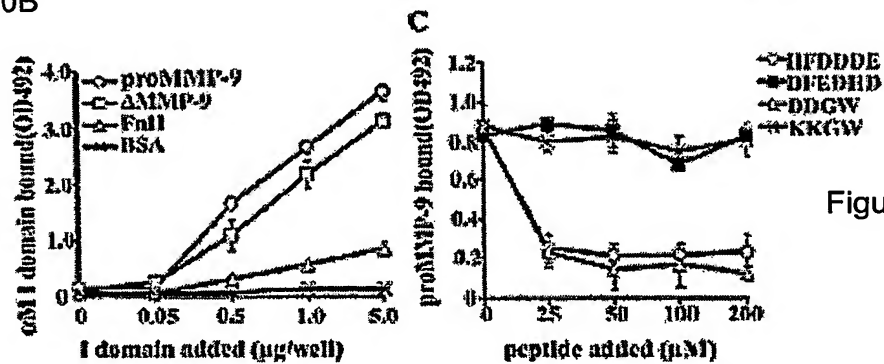 0B
C
αM I domain bound(OD492)
4.0
3.0
2.0
1.0
0
proMMP-9
ΔMMP-9
FnII
BSA
0 0.05 0.5 1.0 5.0
I domain added (µg/well)
proMMP-9 bound(OD492)
1.2
1.0
0.8
0.6
0.4
0.2
0
HFDDDE
DFEDHD
DDGW
KKGW
0 25 50 100 200
peptide added (µM)
Figu